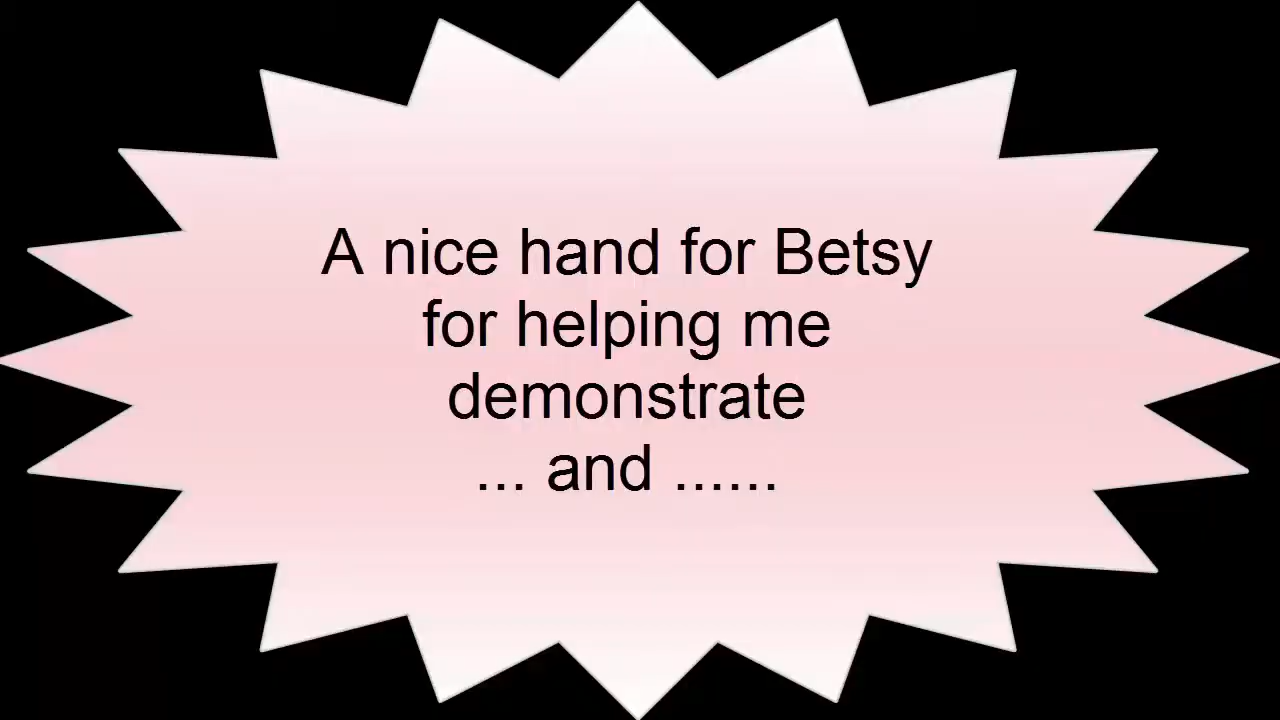 A nice hand for Betsy
for helping me
demonstrate
... and ......